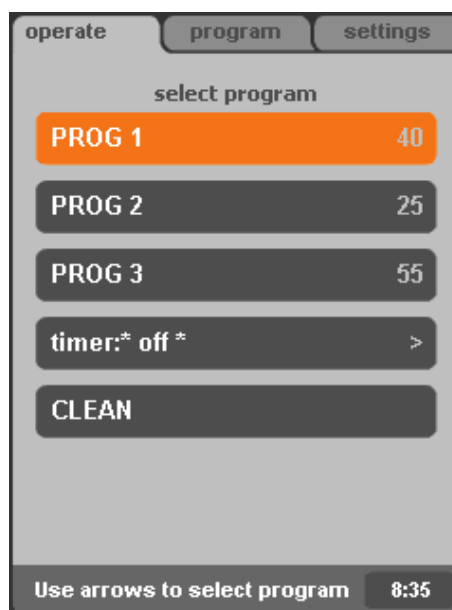 operate program settings
select program
PROG 1 40
PROG 2 25
PROG 3 55
timer:* off * >
CLEAN
Use arrows to select program 8:35